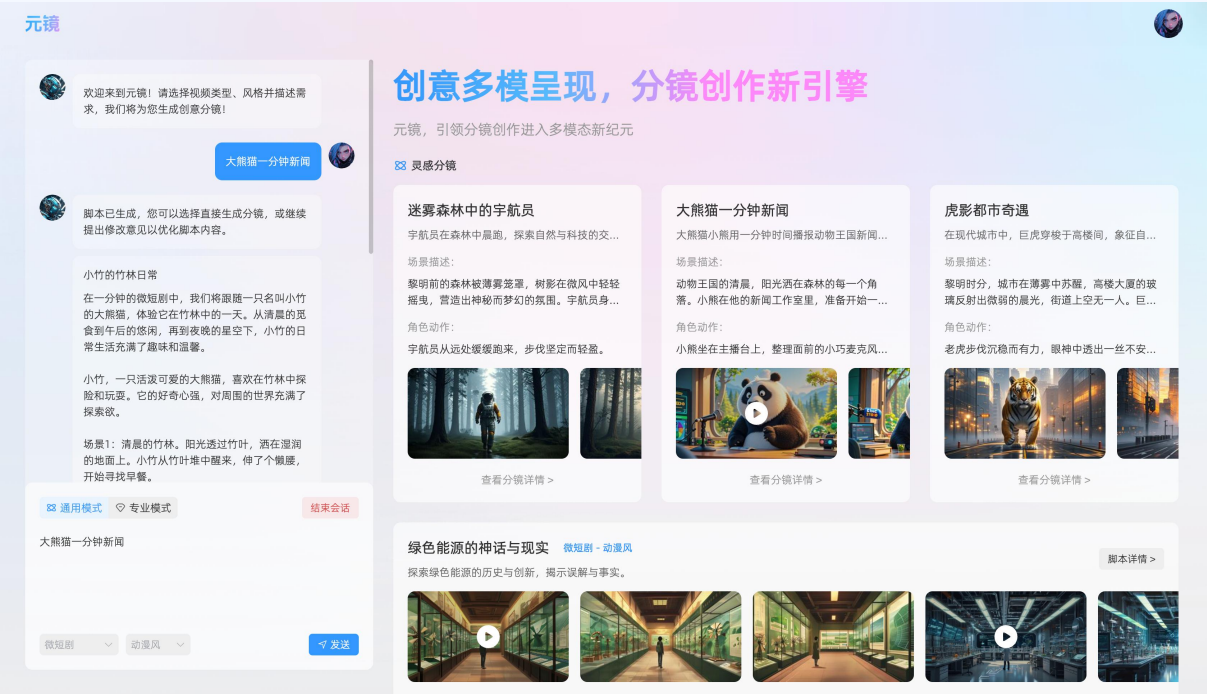 元镜
欢迎来到元镜！请选择视频类型、风格并描述需
求，我们将为您生成创意分镜！
大熊猫一分钟新闻
脚本已生成，您可以选择直接生成分镜，或继续
提出修改意见以优化脚本内容。
小竹的竹林日常
在一分钟的微短剧中，我们将跟随一只名叫小竹
的大熊猫，体验它在竹林中的一天。从清晨的觅
食到午后的悠闲，再到夜晚的星空下，小竹的日
常生活充满了趣味和温馨。
小竹，一只活泼可爱的大熊猫，喜欢在竹林中探
险和玩耍。它的好奇心强，对周围的世界充满了
探索欲。
场景1：清晨的竹林。阳光透过竹叶，洒在湿润
的地面上。小竹从竹叶堆中醒来，伸了个懒腰，
开始寻找早餐。
通用模式
专业模式
结束会话
大熊猫一分钟新闻
微短剧
动漫风
发送
创意多模呈现，分镜创作新引擎
元镜，引领分镜创作进入多模态新纪元
灵感分镜
迷雾森林中的宇航员
宇航员在森林中晨跑，探索自然与科技的交...
场景描述：
黎明前的森林被薄雾笼罩，树影在微风中轻轻
摇曳，营造出神秘而梦幻的氛围。宇航员身...
角色动作：
宇航员从远处缓缓跑来，步伐坚定而轻盈。
查看分镜详情 >
大熊猫一分钟新闻
大熊猫小熊用一分钟时间播报动物王国新闻...
场景描述：
动物王国的清晨，阳光洒在森林的每一个角
落。小熊在他的新闻工作室里，准备开始一...
角色动作：
小熊坐在主播台上，整理面前的小巧麦克风...
查看分镜详情 >
虎影都市奇遇
在现代城市中，巨虎穿梭于高楼间，象征自...
场景描述：
黎明时分，城市在薄雾中苏醒，高楼大厦的玻
璃反射出微弱的晨光，街道上空无一人。巨...
角色动作：
老虎步伐沉稳而有力，眼神中透出一丝不安...
查看分镜详情 >
绿色能源的神话与现实
微短剧 - 动漫风
探索绿色能源的历史与创新，揭示误解与事实。
脚本详情 >